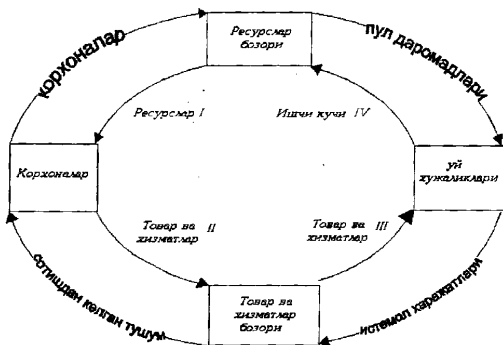 корхоналар
Ресурслар
бозори
пул даромадлари
Ресурслар I
Ишчи кучи IV
Корхоналар
уй
хужаликлари
Товар ва
хизматлар II
Товар ва
хизматлар III
сотишдан келган тушум
Товар ва
хизматлар
бозори
истемол харажатлари